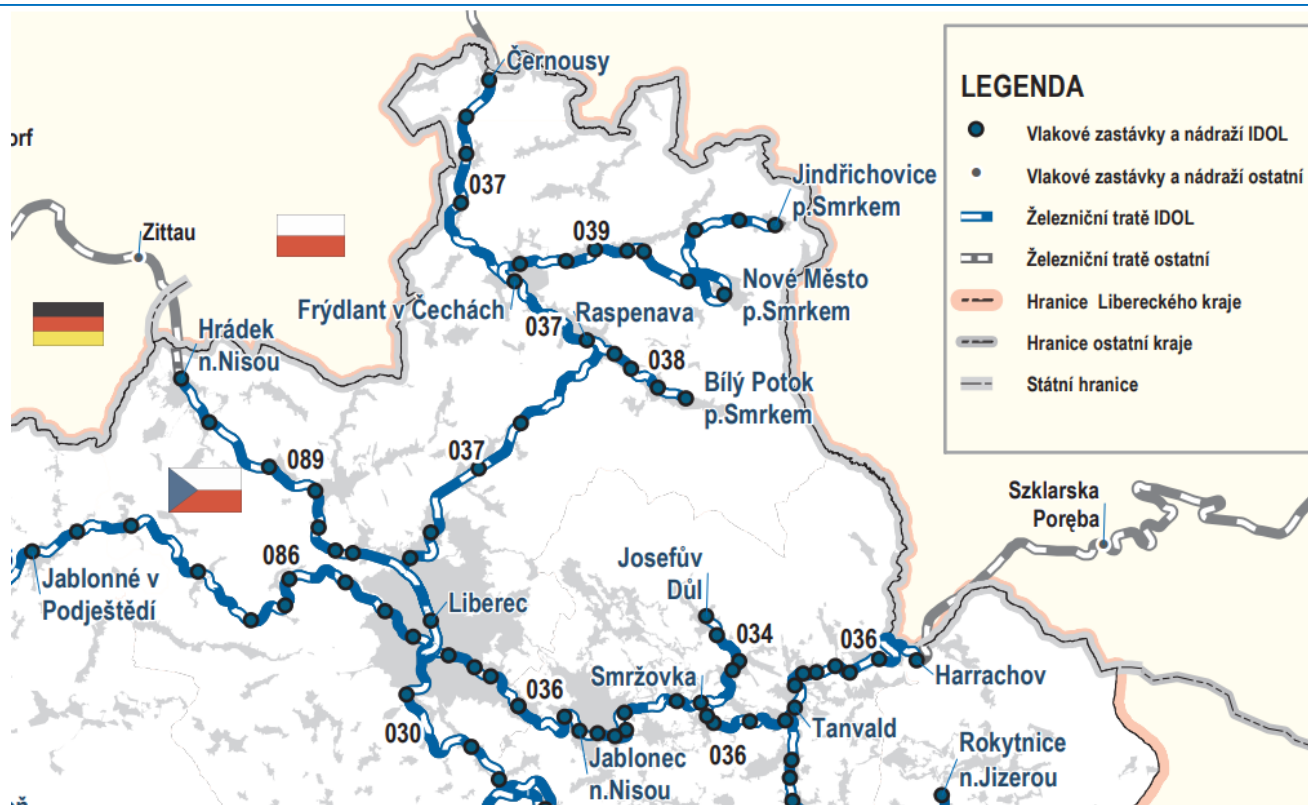 Černousy
orf
037
Jindřichovice
p.Smrkem
Zittau
039
Nové Město
p.Smrkem
Frýdlant v Čechách
037
Raspenava
Hrádek
n.Nisou
038
Bílý Potok
p.Smrkem
089
037
086
Jablonné v
Podještědí
Liberec
Josefův
Důl
034
036
Harrachov
Smržovka
036
036
Tanvald
030
Jablonec
n.Nisou
Rokytnice
n.Jizerou
Szklarska
Poręba
LEGENDA
Vlakové zastávky a nádraží IDOL
Vlakové zastávky a nádraží ostatní
Železniční tratě IDOL
Železniční tratě ostatní
Hranice Libereckého kraje
Hranice ostatní kraje
Státní hranice